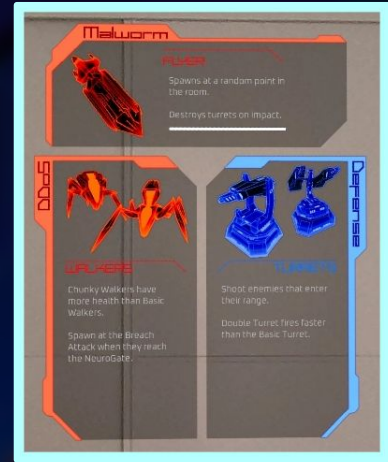 Malworm
FLYER
Spawns at a random point in
the room.
Destroys turrets on impact.
DDoS
WALKERS
Chunky Walkers have
more health than Basic
Walkers.
Spawn at the Breach
Attack when they reach
the NeuroGate.
Defense
TURRETS
Shoot enemies that enter
their range.
Double Turret fires faster
than the Basic Turret.